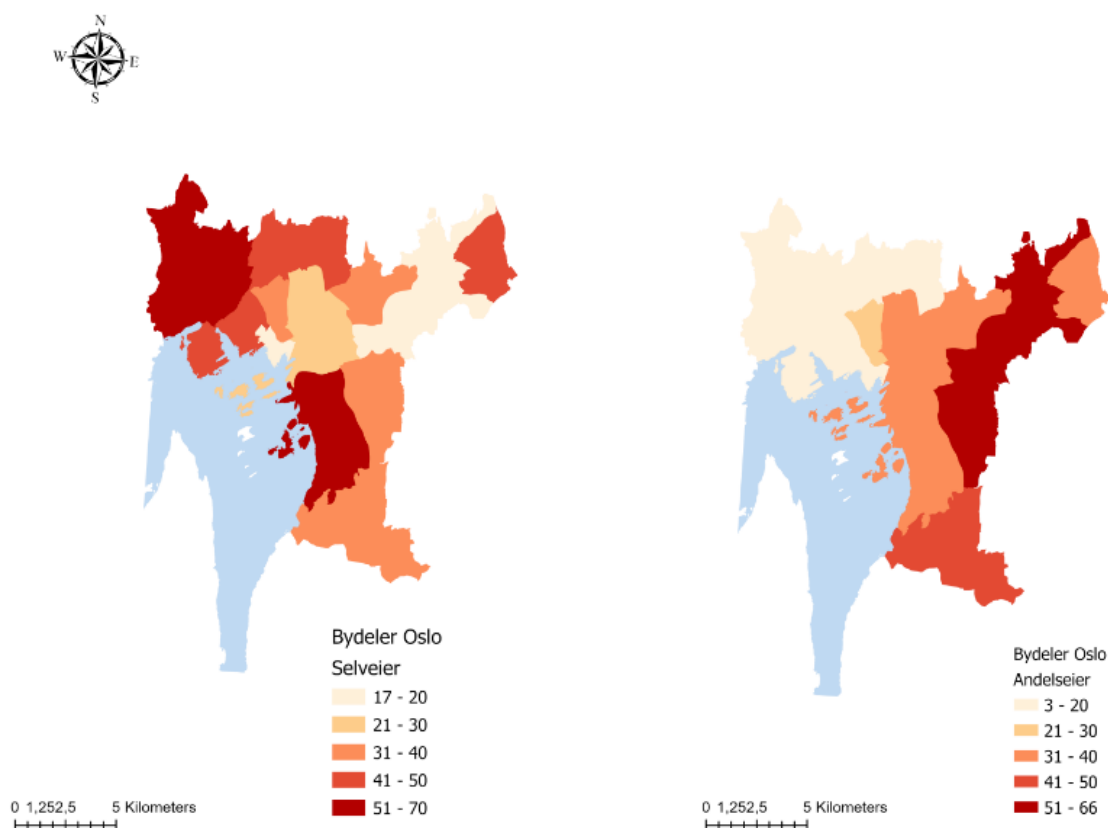 N
W E
S
Bydeler Oslo
Selveier
17 - 20
21 - 30
31 - 40
41 - 50
51 - 70
0 1,252,5 5 Kilometers
Bydeler Oslo
Andelseier
3 - 20
21 - 30
31 - 40
41 - 50
51 - 66
0 1,252,5 5 Kilometers